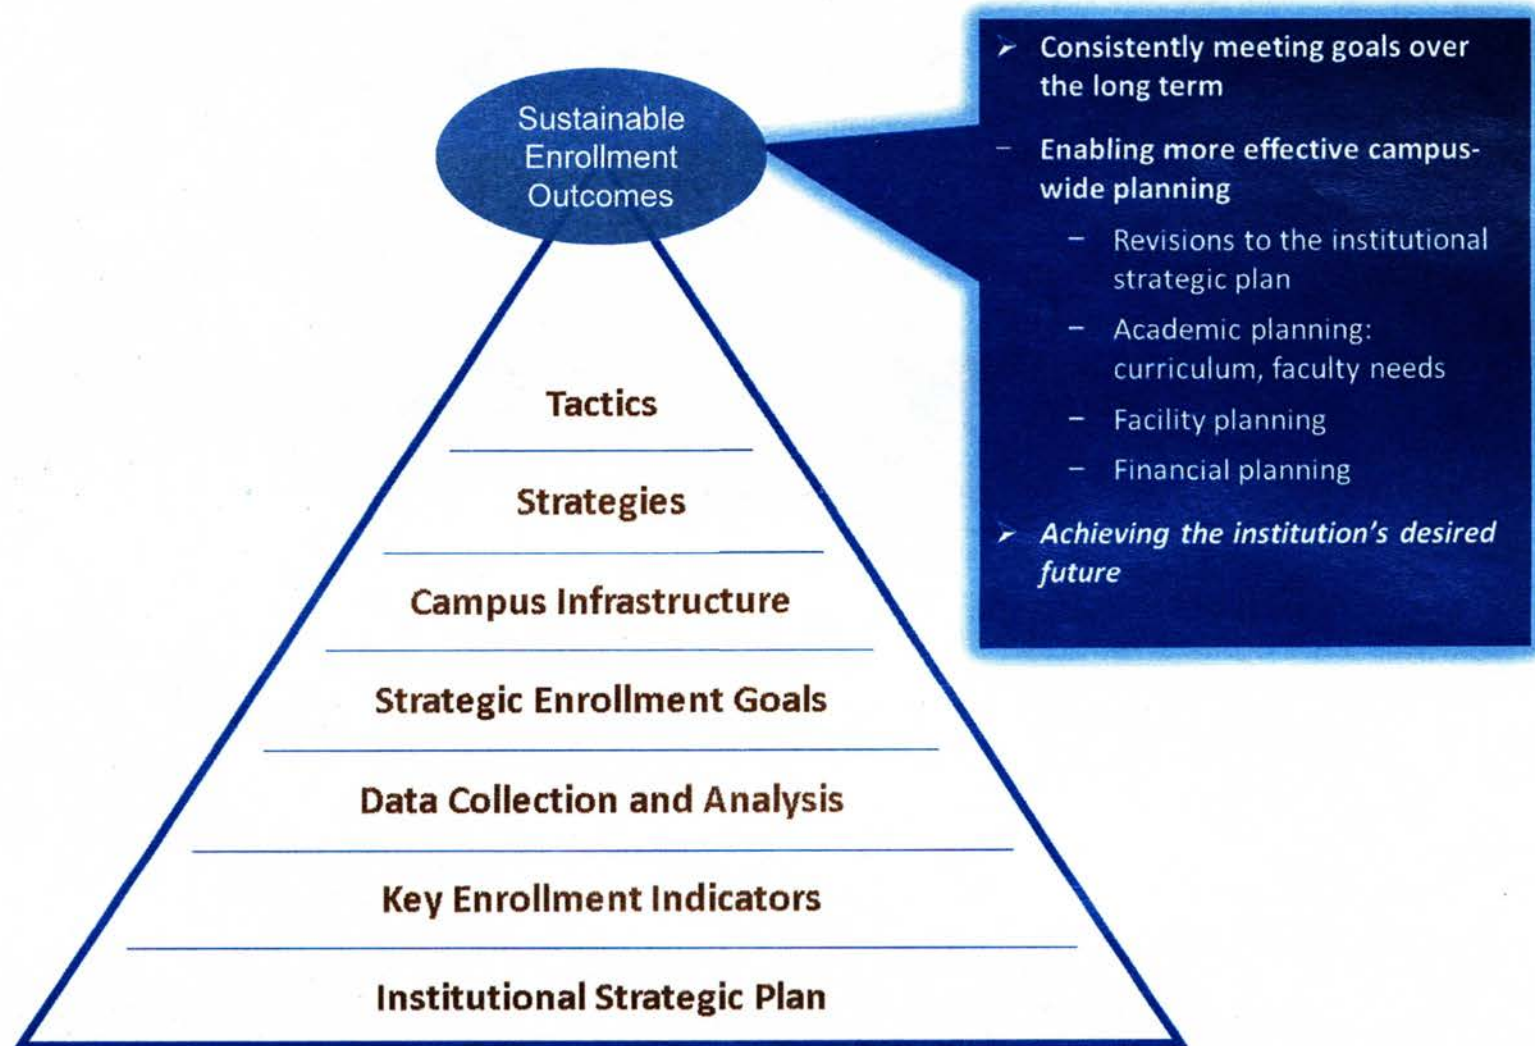 Sustainable
Enrollment
Outcomes
➢ Consistently meeting goals over
the long term
– Enabling more effective campus-
wide planning
– Revisions to the institutional
strategic plan
– Academic planning:
curriculum, faculty needs
– Facility planning
– Financial planning
➢ Achieving the institution's desired
future
Tactics
Strategies
Campus Infrastructure
Strategic Enrollment Goals
Data Collection and Analysis
Key Enrollment Indicators
Institutional Strategic Plan